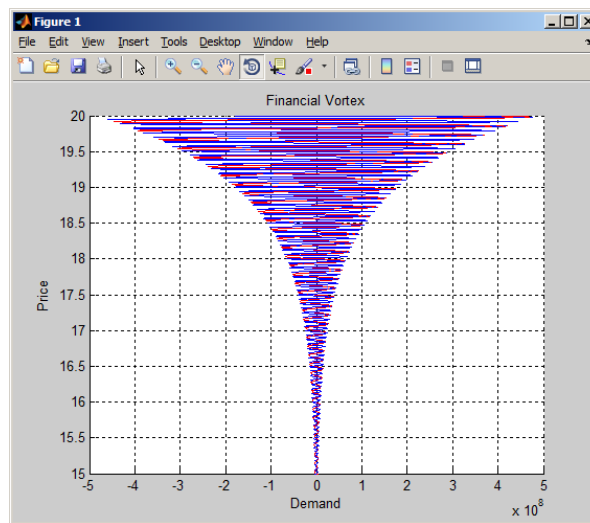 Figure 1
File Edit View Insert Tools Desktop Window Help
Financial Vortex
20
19.5
19
18.5
18
17.5
17
16.5
16
15.5
15
Price
-5 -4 -3 -2 -1 0 1 2 3 4 5
Demand
x 10^8